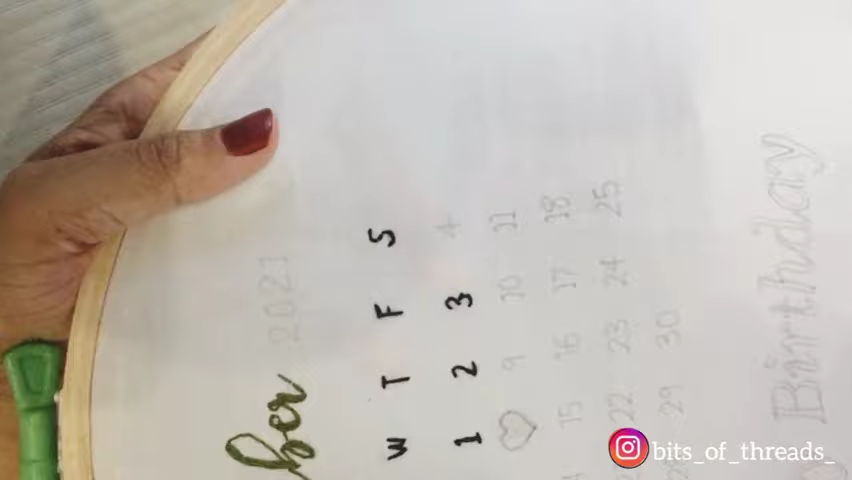 ber 2021
W T F S
1 2 3 4
9 10 11
15 16 17 18
22 23 24 25
29 30
Birthday
bits_of_threads_